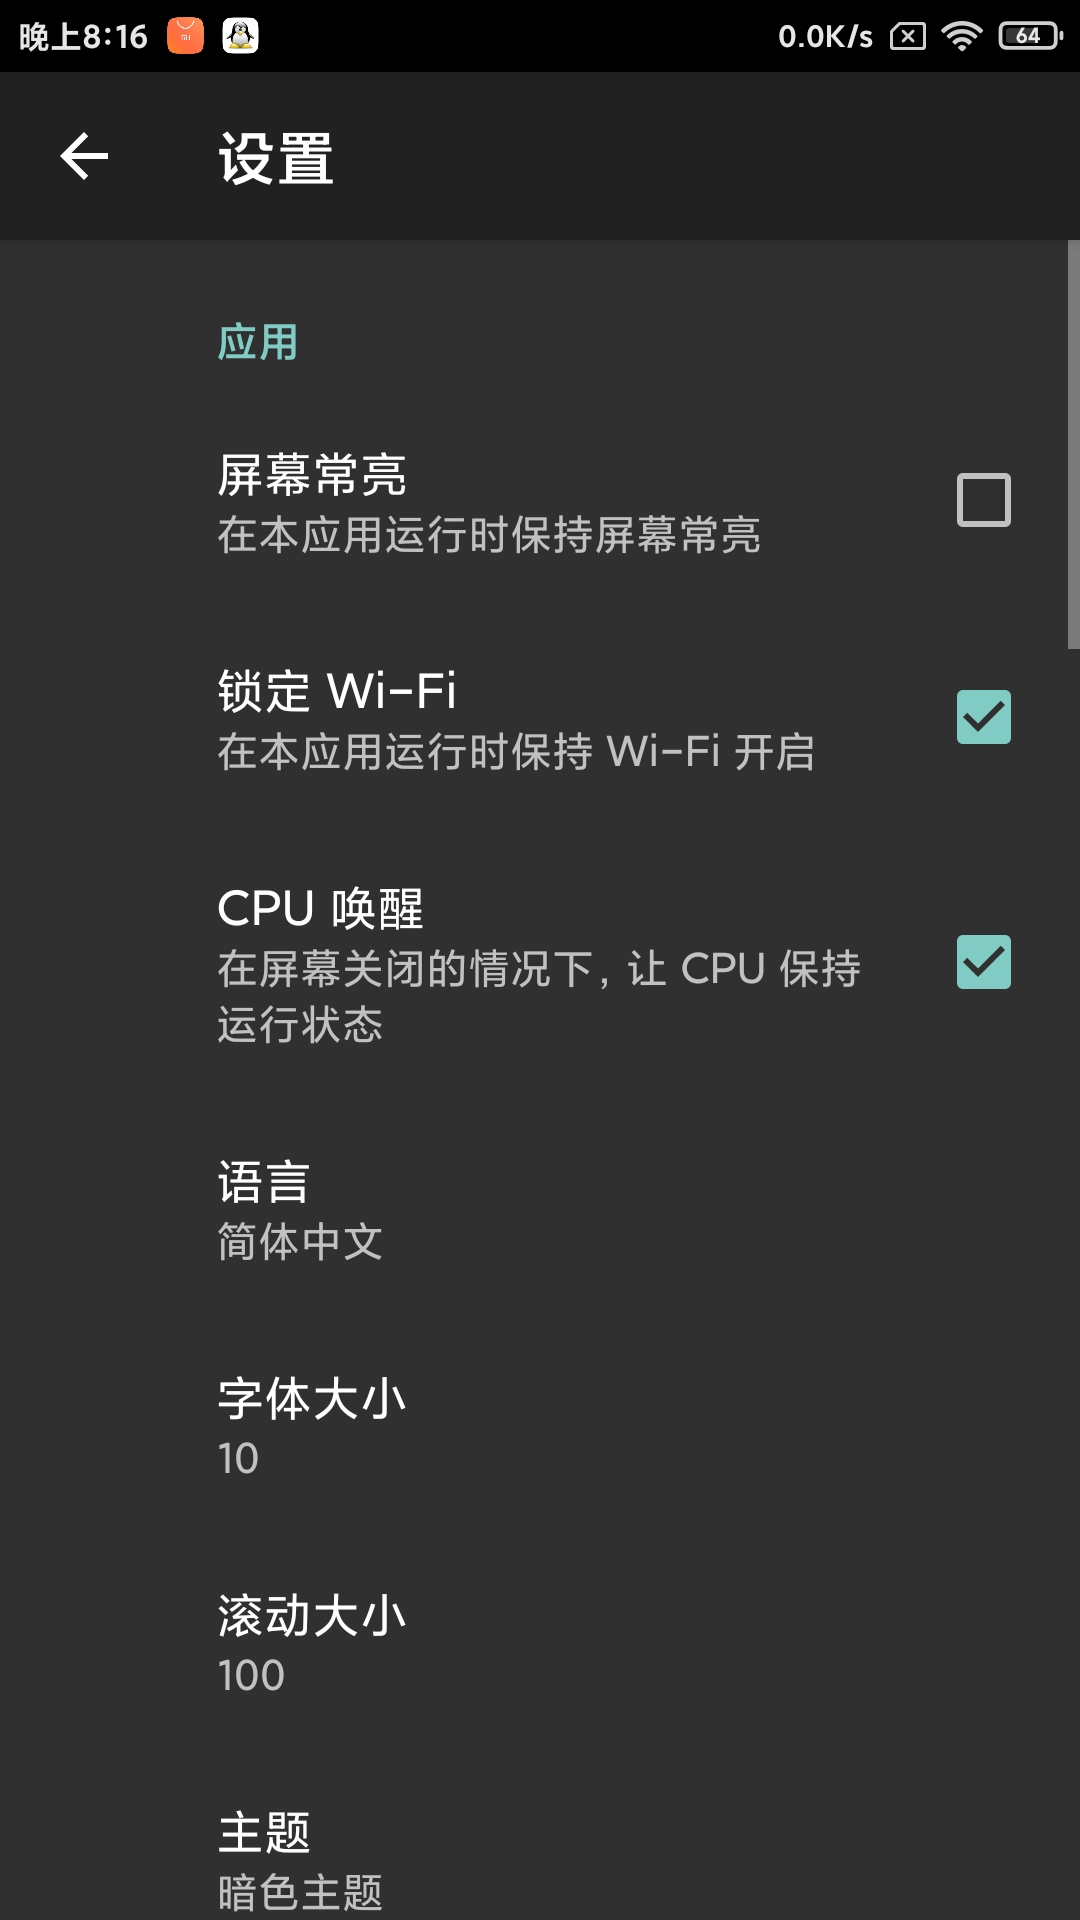 晚上8:16
0.0K/s
64
设置
应用
屏幕常亮
在本应用运行时保持屏幕常亮
锁定 Wi-Fi
在本应用运行时保持 Wi-Fi 开启
CPU 唤醒
在屏幕关闭的情况下, 让 CPU 保持
运行状态
语言
简体中文
字体大小
10
滚动大小
100
主题
暗色主题